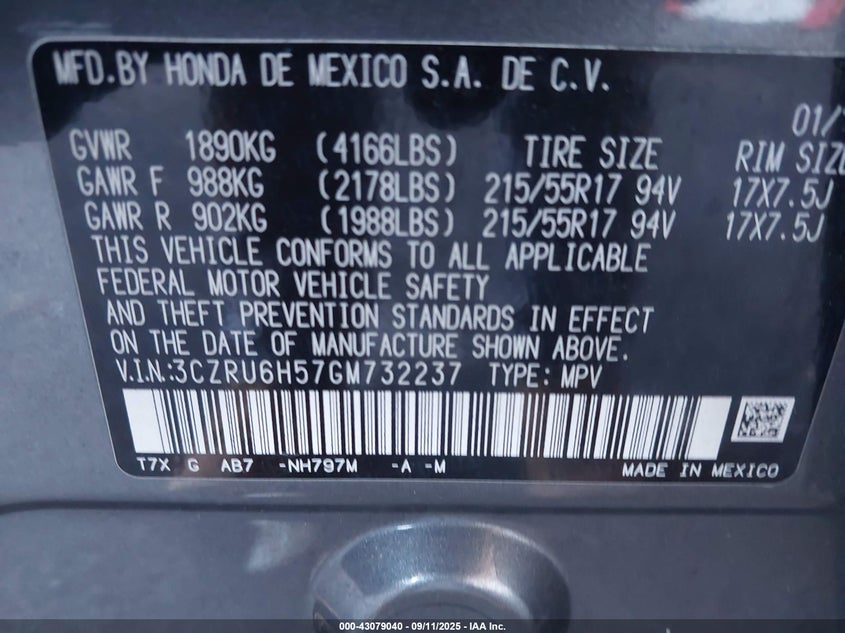 MFD.BY HONDA DE MEXICO S.A. DE C.V.
01/
GVWR 1890KG (4166LBS) TIRE SIZE RIM SIZE
GAWR F 988KG (2178LBS) 215/55R17 94V 17X7.5J
GAWR R 902KG (1988LBS) 215/55R17 94V 17X7.5J
THIS VEHICLE CONFORMS TO ALL APPLICABLE
FEDERAL MOTOR VEHICLE SAFETY
AND THEFT PREVENTION STANDARDS IN EFFECT
ON THE DATE OF MANUFACTURE SHOWN ABOVE.
V.I.N.:3CZRU6H57GM732237 TYPE: MPV
T7X G AB7 -NH797M -A -M MADE IN MEXICO
000-43079040 - 09/11/2025 - IAA Inc.